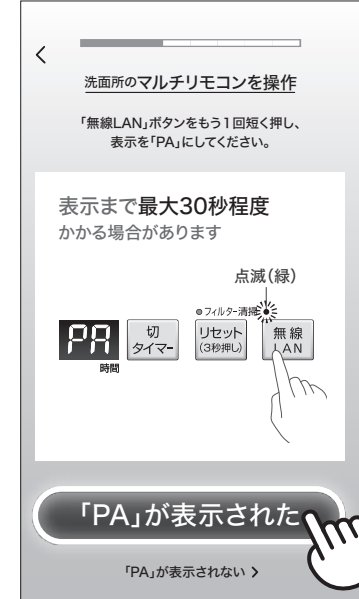 洗面所のマルチリモコンを操作
「無線LAN」ボタンをもう1回短く押し、
表示を「PA」にしてください。
表示まで最大30秒程度
かかる場合があります
点滅(緑)
フィルター清掃
PA
時間
切
タイマー
リセット
(3秒押し)
無線
LAN
「PA」が表示された
「PA」が表示されない